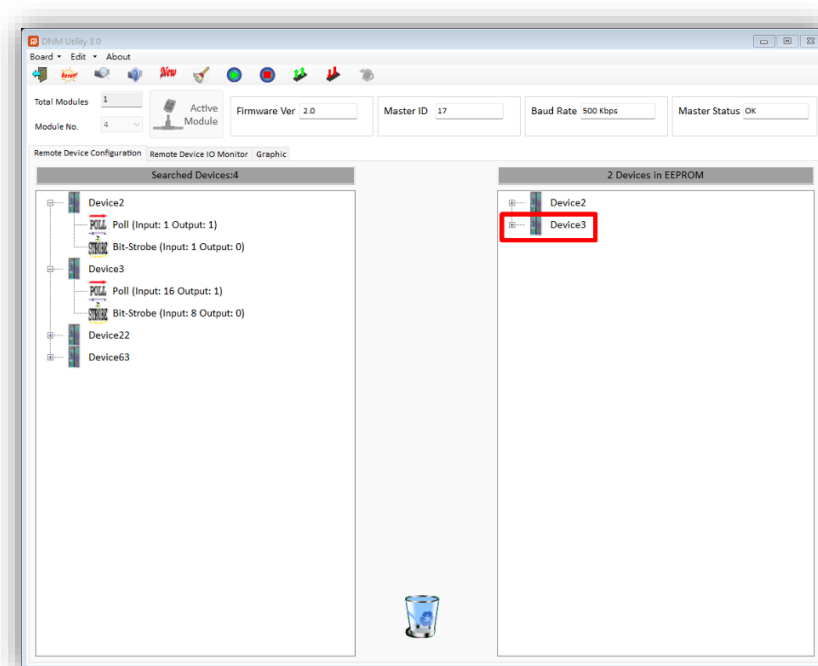 DNM Utility 3.0
Board Edit About
Reset! New
Total Modules 1
Module No. 4
Active Module
Firmware Ver 2.0
Master ID 17
Baud Rate 500 Kbps
Master Status OK
Remote Device Configuration Remote Device IO Monitor Graphic
Searched Devices:4
Device2
POLL Poll (Input: 1 Output: 1)
STROBE Bit-Strobe (Input: 1 Output: 0)
Device3
POLL Poll (Input: 16 Output: 1)
STROBE Bit-Strobe (Input: 8 Output: 0)
Device22
Device63
2 Devices in EEPROM
Device2
Device3